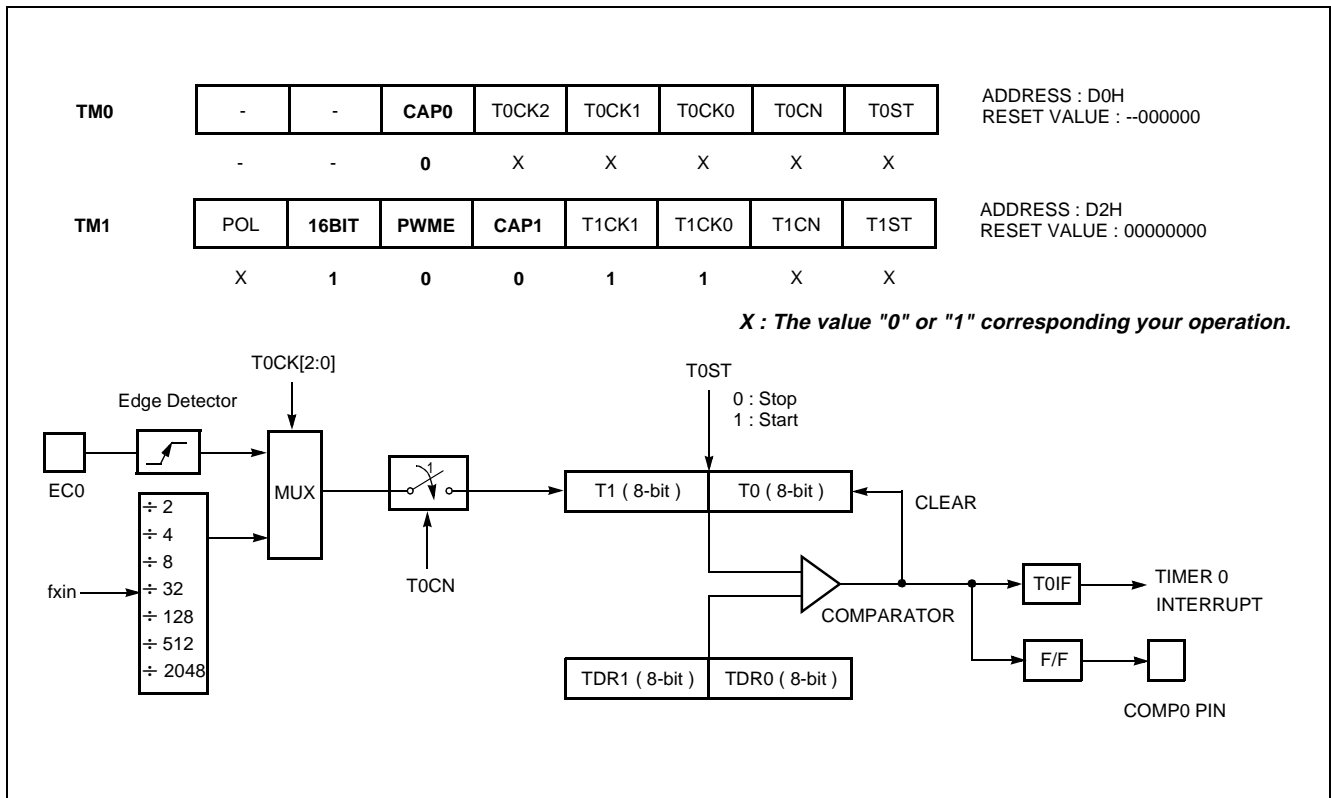 TM0 - - CAP0 T0CK2 T0CK1 T0CK0 T0CN T0ST ADDRESS : D0H
RESET VALUE : --000000
- - 0 X X X X X
TM1 POL 16BIT PWME CAP1 T1CK1 T1CK0 T1CN T1ST ADDRESS : D2H
RESET VALUE : 00000000
X 1 0 0 1 1 X X
X : The value "0" or "1" corresponding your operation.
T0CK[2:0]
Edge Detector
EC0
MUX
1
T0CN
T0ST
0 : Stop
1 : Start
T1 ( 8-bit ) T0 ( 8-bit )
CLEAR
fxin
÷ 2
÷ 4
÷ 8
÷ 32
÷ 128
÷ 512
÷ 2048
COMPARATOR
T0IF
TIMER 0
INTERRUPT
F/F
TDR1 ( 8-bit ) TDR0 ( 8-bit )
COMP0 PIN